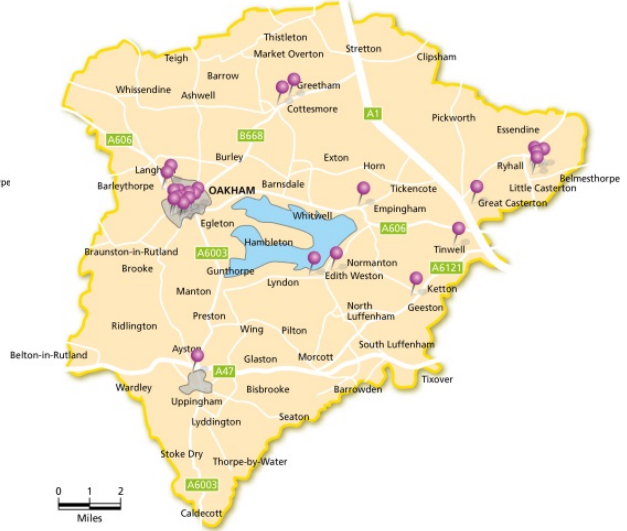 Thistleton
Stretton
Market Overton
Teigh
Clipsham
Barrow
Greetham
Whissendine
Ashwell
Cottesmore
A1
Pickworth
Essendine
A606
B668
Burley
Exton
Horn
Ryhall
Langh
Belmesthorpe
Barleythorpe
OAKHAM
Barnsdale
Tickencote
Little Casterton
Great Casterton
Whitwell
Empingham
Egleton
A606
Hambleton
Tinwell
Braunston-in-Rutland
A6003
Brooke
Gunthorpe
Normanton
A6121
Edith Weston
Lyndon
Ketton
Manton
North
Luffenham
Geeston
Preston
Ridlington
Wing
Pilton
South Luffenham
Ayston
Belton-in-Rutland
Glaston
Morcott
A47
Tixover
Wardley
Bisbrooke
Barrowden
Uppingham
Seaton
Lyddington
Stoke Dry
Thorpe-by-Water
A6003
0 1 2
Miles
Caldecott